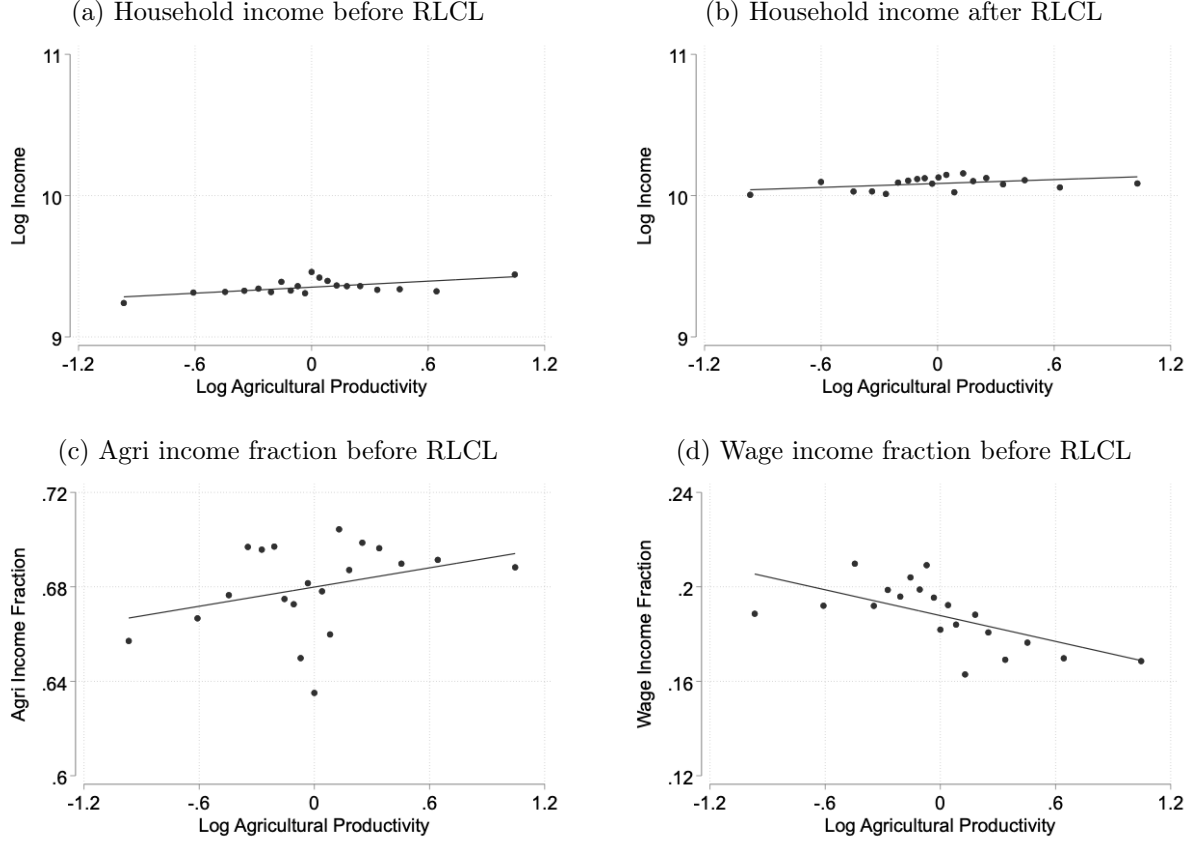 (a) Household income before RLCL
11
10
9
Log Income
-1.2 -.6 0 .6 1.2
Log Agricultural Productivity
(b) Household income after RLCL
11
10
9
Log Income
-1.2 -.6 0 .6 1.2
Log Agricultural Productivity
(c) Agri income fraction before RLCL
.72
.68
.64
.6
Agri Income Fraction
-1.2 -.6 0 .6 1.2
Log Agricultural Productivity
(d) Wage income fraction before RLCL
.24
.2
.16
.12
Wage Income Fraction
-1.2 -.6 0 .6 1.2
Log Agricultural Productivity